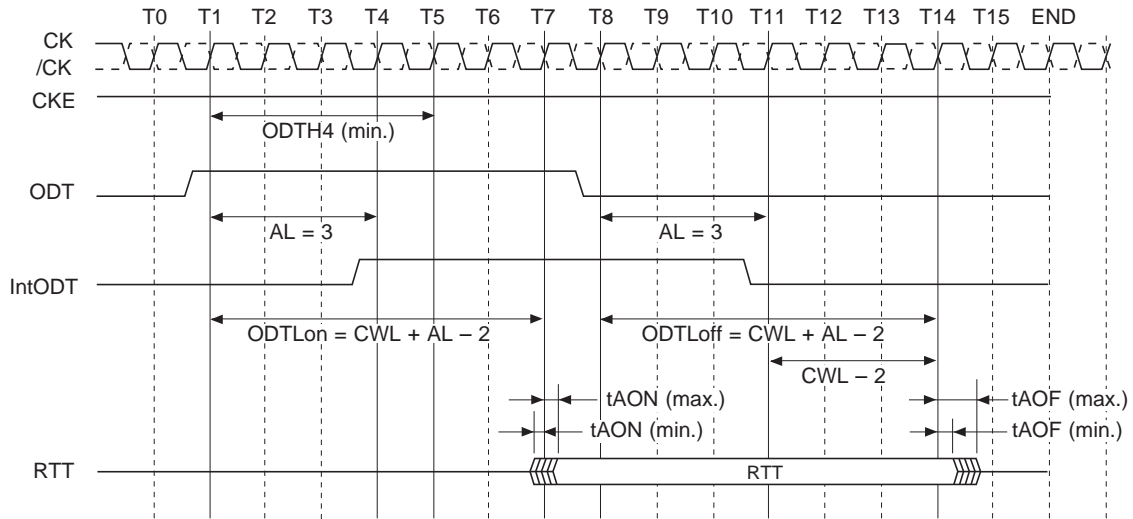 T0 T1 T2 T3 T4 T5 T6 T7 T8 T9 T10 T11 T12 T13 T14 T15 END
CK
/CK
CKE
ODTH4 (min.)
ODT
AL = 3 AL = 3
IntODT
ODTLon = CWL + AL – 2 ODTLoff = CWL + AL – 2
CWL – 2
tAON (max.) tAOF (max.)
tAON (min.) tAOF (min.)
RTT RTT